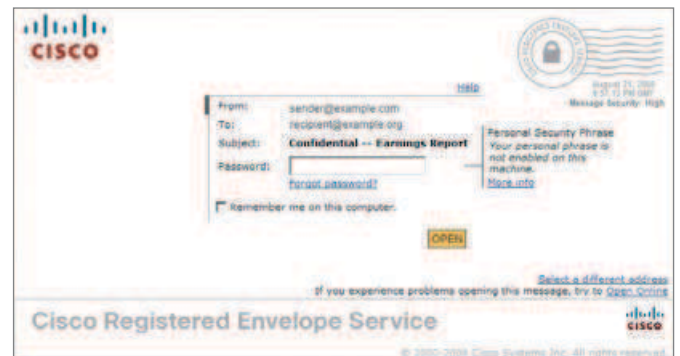 CISCO
Help
August 21, 2008
Message Security: High
From: sender@example.com
To: recipient@example.org
Subject: Confidential -- Earnings Report
Password:
Forgot password?
Remember me on this computer.
Personal Security Phrase
Your personal phrase is
not enabled on this
machine.
More info
OPEN
Select a different address
If you experience problems opening this message, try to Open Online
Cisco Registered Envelope Service
CISCO
© 2002-2008 Cisco Systems Inc. All rights reserved.